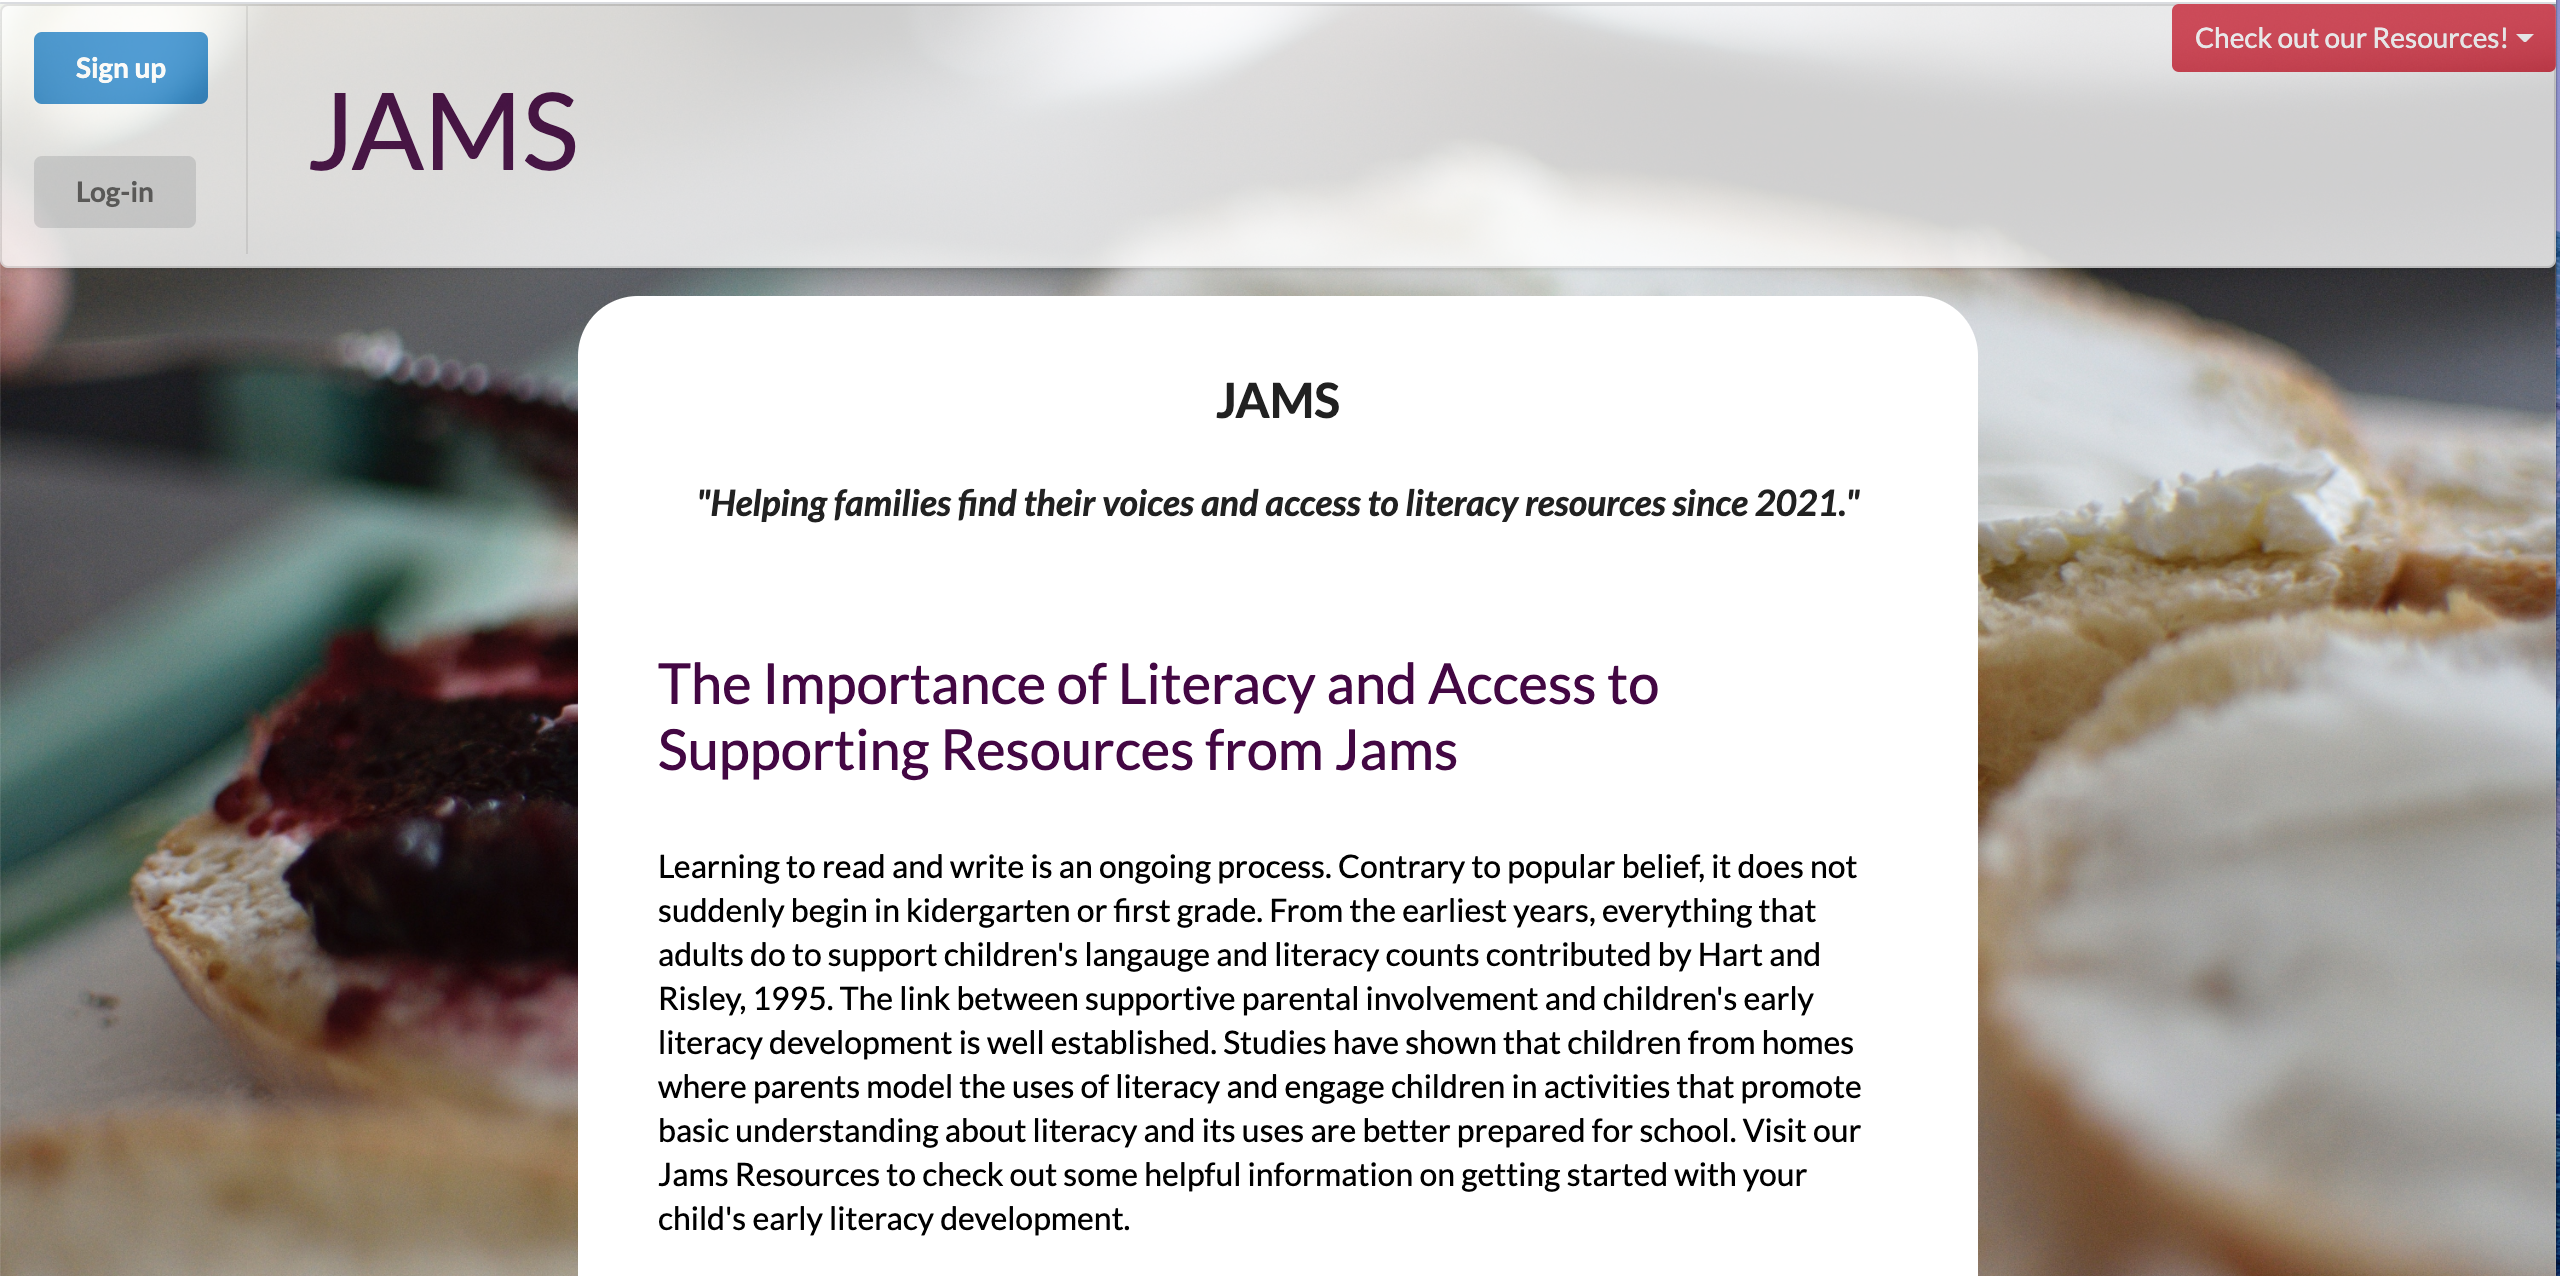 Sign up
Log-in
JAMS
Check out our Resources!
JAMS
"Helping families find their voices and access to literacy resources since 2021."
The Importance of Literacy and Access to
Supporting Resources from Jams
Learning to read and write is an ongoing process. Contrary to popular belief, it does not
suddenly begin in kidergarten or first grade. From the earliest years, everything that
adults do to support children's langauge and literacy counts contributed by Hart and
Risley, 1995. The link between supportive parental involvement and children's early
literacy development is well established. Studies have shown that children from homes
where parents model the uses of literacy and engage children in activities that promote
basic understanding about literacy and its uses are better prepared for school. Visit our
Jams Resources to check out some helpful information on getting started with your
child's early literacy development.